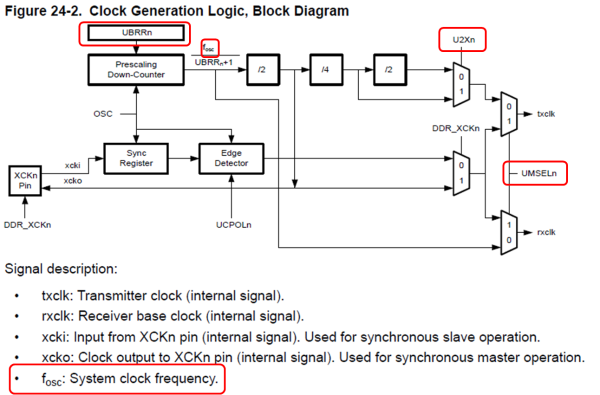 Figure 24-2. Clock Generation Logic, Block Diagram
UBRRn
U2Xn
fosc
Prescaling
Down-Counter
UBRRn+1
/2
/4
/2
0
1
OSC
0
1
txclk
DDR_XCKn
xcki
Sync
Register
Edge
Detector
0
1
UMSELn
XCKn
Pin
xcko
DDR_XCKn
UCPOLn
1
0
rxclk
Signal description:
• txclk: Transmitter clock (internal signal).
• rxclk: Receiver base clock (internal signal).
• xcki: Input from XCKn pin (internal signal). Used for synchronous slave operation.
• xcko: Clock output to XCKn pin (internal signal). Used for synchronous master operation.
• fosc: System clock frequency.